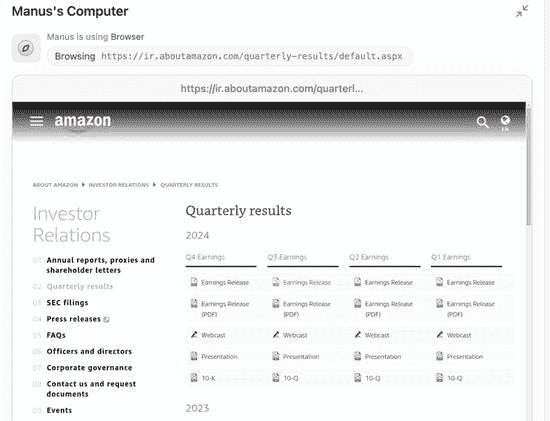 Manus's Computer
Manus is using Browser
Browsing https://ir.aboutamazon.com/quarterly-results/default.aspx
https://ir.aboutamazon.com/quarterl...
amazon
EN
ABOUT AMAZON
INVESTOR RELATIONS
QUARTERLY RESULTS
Investor
Relations
01 Annual reports, proxies and
shareholder letters
02 Quarterly results
03 SEC filings
04 Press releases
05 FAQs
06 Officers and directors
07 Corporate governance
08 Contact us and request
documents
09 Events
Quarterly results
2024
Q4 Earnings Q3 Earnings Q2 Earnings Q1 Earnings
Earnings Release Earnings Release Earnings Release Earnings Release
Earnings Release Earnings Release Earnings Release Earnings Release
(PDF) (PDF) (PDF) (PDF)
Webcast Webcast Webcast Webcast
Presentation Presentation Presentation Presentation
10-K 10-Q 10-Q 10-Q
2023